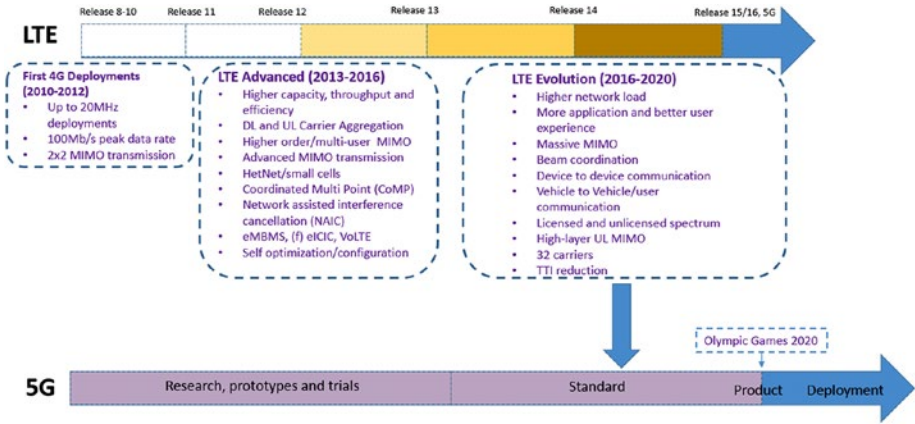 Release 8-10
Release 11
Release 12
Release 13
Release 14
Release 15/16, 5G
LTE
First 4G Deployments
(2010-2012)
• Up to 20MHz
deployments
• 100Mb/s peak data rate
• 2x2 MIMO transmission
LTE Advanced (2013-2016)
• Higher capacity, throughput and
efficiency
• DL and UL Carrier Aggregation
• Higher order/multi-user MIMO
• Advanced MIMO transmission
• HetNet/small cells
• Coordinated Multi Point (CoMP)
• Network assisted interference
cancellation (NAIC)
• eMBMS, (f) eICIC, VoLTE
• Self optimization/configuration
LTE Evolution (2016-2020)
• Higher network load
• More application and better user
experience
• Massive MIMO
• Beam coordination
• Device to device communication
• Vehicle to Vehicle/user
communication
• Licensed and unlicensed spectrum
• High-layer UL MIMO
• 32 carriers
• TTI reduction
Olympic Games 2020
5G
Research, prototypes and trials
Standard
Product
Deployment